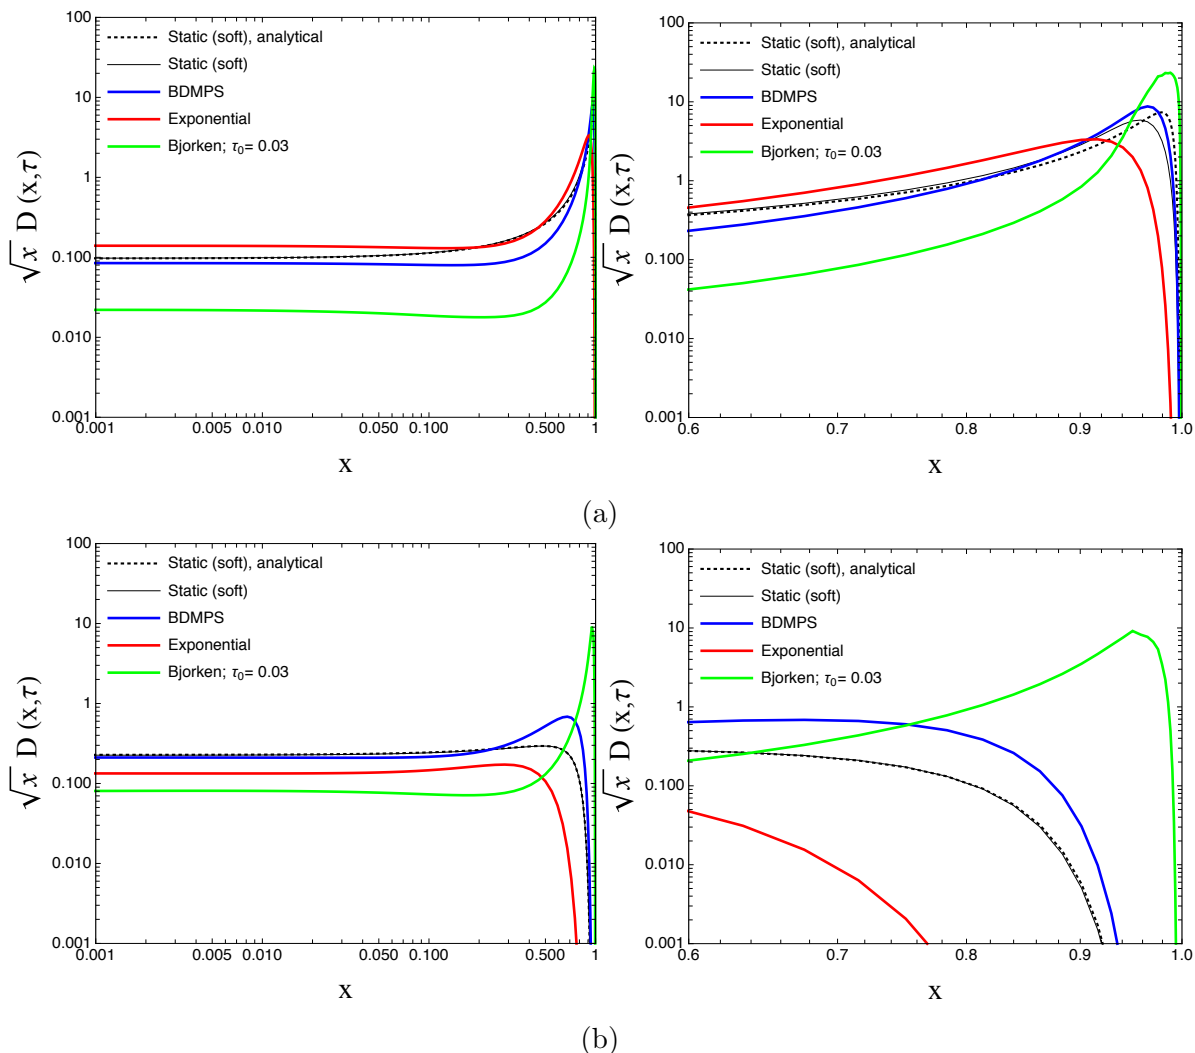 100
10
1
0.100
0.010
0.001
√x D (x,τ)
Static (soft), analytical
Static (soft)
BDMPS
Exponential
Bjorken; τ0= 0.03
0.001
0.005
0.010
0.050
0.100
0.500
1
x
100
10
1
0.100
0.010
0.001
√x D (x,τ)
Static (soft), analytical
Static (soft)
BDMPS
Exponential
Bjorken; τ0= 0.03
0.6
0.7
0.8
0.9
1.0
x
(a)
100
10
1
0.100
0.010
0.001
√x D (x,τ)
Static (soft), analytical
Static (soft)
BDMPS
Exponential
Bjorken; τ0= 0.03
0.001
0.005
0.010
0.050
0.100
0.500
1
x
100
10
1
0.100
0.010
0.001
√x D (x,τ)
Static (soft), analytical
Static (soft)
BDMPS
Exponential
Bjorken; τ0= 0.03
0.6
0.7
0.8
0.9
1.0
x
(b)